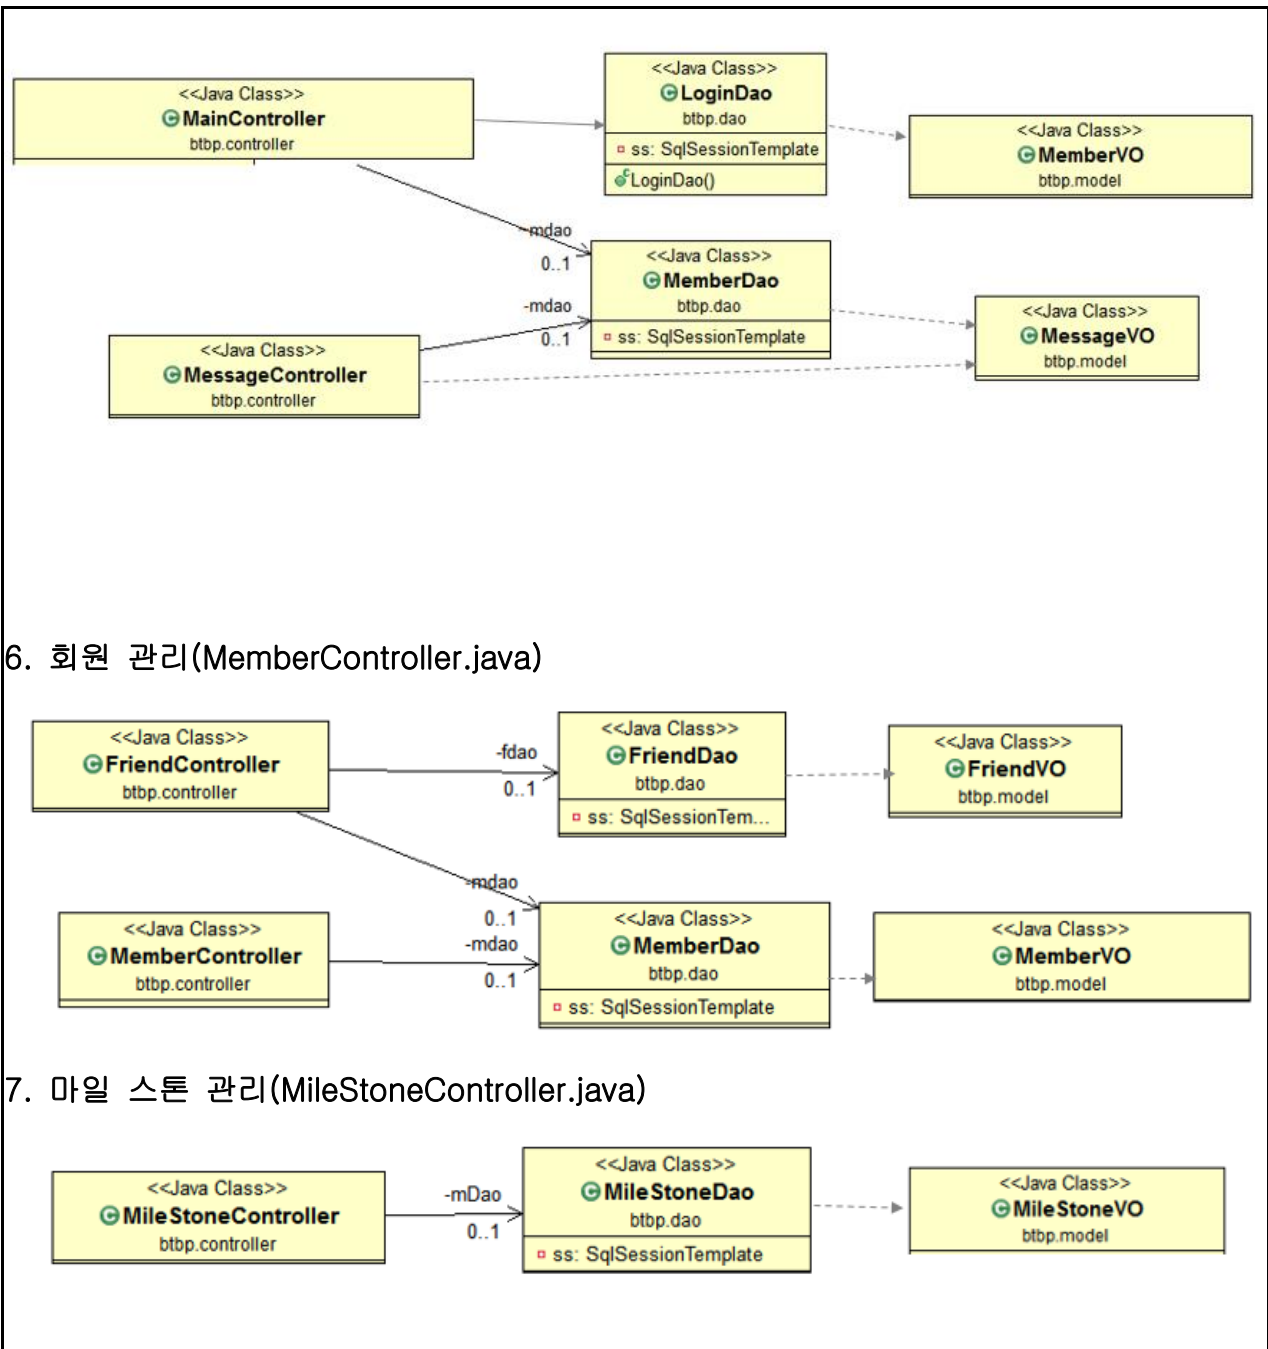 <<Java Class>>
MainController
btbp.controller
<<Java Class>>
LoginDao
btbp.dao
ss: SqlSessionTemplate
LoginDao()
<<Java Class>>
MemberVO
btbp.model
-mdao
0..1
<<Java Class>>
MemberDao
btbp.dao
ss: SqlSessionTemplate
-mdao
0..1
<<Java Class>>
MessageController
btbp.controller
<<Java Class>>
MessageVO
btbp.model
6. 회원 관리(MemberController.java)
<<Java Class>>
FriendController
btbp.controller
-fdao
0..1
<<Java Class>>
FriendDao
btbp.dao
ss: SqlSessionTem...
<<Java Class>>
FriendVO
btbp.model
-mdao
0..1
<<Java Class>>
MemberController
btbp.controller
-mdao
0..1
<<Java Class>>
MemberDao
btbp.dao
ss: SqlSessionTemplate
<<Java Class>>
MemberVO
btbp.model
7. 마일 스톤 관리(MileStoneController.java)
<<Java Class>>
MileStoneController
btbp.controller
-mDao
0..1
<<Java Class>>
MileStoneDao
btbp.dao
ss: SqlSessionTemplate
<<Java Class>>
MileStoneVO
btbp.model